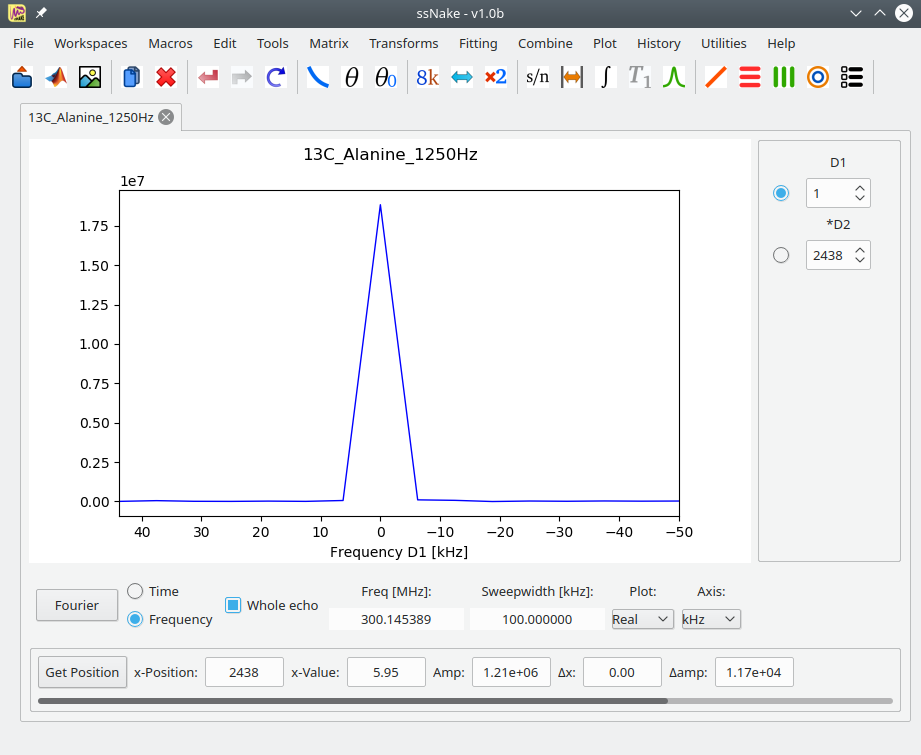 ssNake - v1.0b
File Workspaces Macros Edit Tools Matrix Transforms Fitting Combine Plot History Utilities Help
θ θ0 8k ×2 s/n ∫ T1
13C_Alanine_1250Hz
13C_Alanine_1250Hz
1e7
1.75
1.50
1.25
1.00
0.75
0.50
0.25
0.00
40 30 20 10 0 −10 −20 −30 −40 −50
Frequency D1 [kHz]
D1
1
*D2
2438
Fourier
Time
Frequency
Whole echo
Freq [MHz]:
300.145389
Sweepwidth [kHz]:
100.000000
Plot:
Real
Axis:
kHz
Get Position x-Position: 2438 x-Value: 5.95 Amp: 1.21e+06 Δx: 0.00 Δamp: 1.17e+04